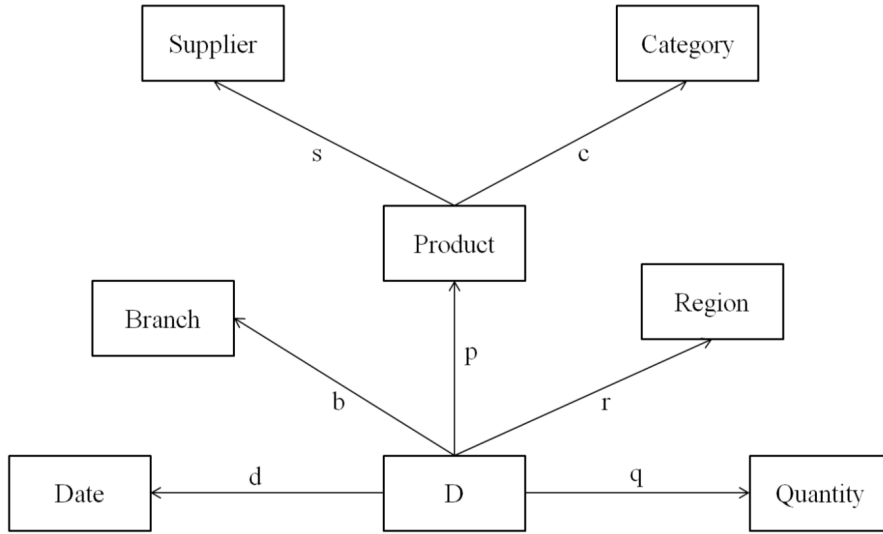 Supplier
Category
s
c
Product
Branch
Region
p
b
r
Date
d
D
q
Quantity